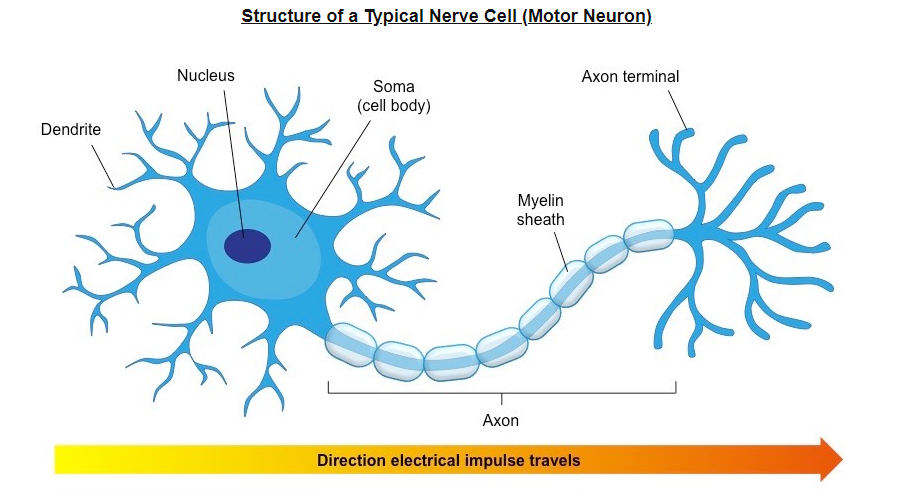 Structure of a Typical Nerve Cell (Motor Neuron)
Nucleus
Soma
(cell body)
Axon terminal
Dendrite
Myelin
sheath
Axon
Direction electrical impulse travels